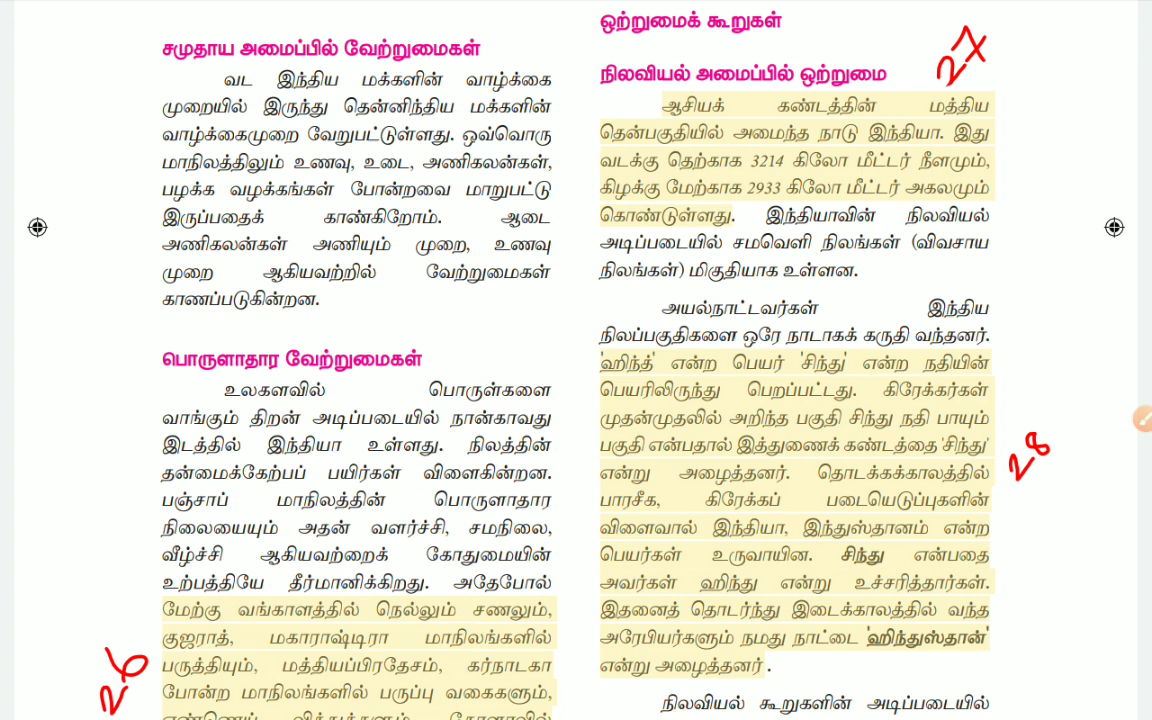 சமுதாய அமைப்பில் வேற்றுமைகள்
வட இந்திய மக்களின் வாழ்க்கை
முறையில் இருந்து தென்னிந்திய மக்களின்
வாழ்க்கைமுறை வேறுபட்டுள்ளது. ஒவ்வொரு
மாநிலத்திலும் உணவு, உடை, அணிகலன்கள்,
பழக்க வழக்கங்கள் போன்றவை மாறுபட்டு
இருப்பதைக் காண்கிறோம். ஆடை
அணிகலன்கள் அணியும் முறை, உணவு
முறை ஆகியவற்றில் வேற்றுமைகள்
காணப்படுகின்றன.
பொருளாதார வேற்றுமைகள்
உலகளவில் பொருள்களை
வாங்கும் திறன் அடிப்படையில் நான்காவது
இடத்தில் இந்தியா உள்ளது. நிலத்தின்
தன்மைக்கேற்பப் பயிர்கள் விளைகின்றன.
பஞ்சாப் மாநிலத்தின் பொருளாதார
நிலையையும் அதன் வளர்ச்சி, சமநிலை,
வீழ்ச்சி ஆகியவற்றைக் கோதுமையின்
உற்பத்தியே தீர்மானிக்கிறது. அதேபோல்
மேற்கு வங்காளத்தில் நெல்லும் சணலும்,
குஜராத், மகாராஷ்டிரா மாநிலங்களில்
பருத்தியும், மத்தியப்பிரதேசம், கர்நாடகா
போன்ற மாநிலங்களில் பருப்பு வகைகளும்,
26
ஒற்றுமைக் கூறுகள்
நிலவியல் அமைப்பில் ஒற்றுமை
27
ஆசியக் கண்டத்தின் மத்திய
தென்பகுதியில் அமைந்த நாடு இந்தியா. இது
வடக்கு தெற்காக 3214 கிலோ மீட்டர் நீளமும்,
கிழக்கு மேற்காக 2933 கிலோ மீட்டர் அகலமும்
கொண்டுள்ளது. இந்தியாவின் நிலவியல்
அடிப்படையில் சமவெளி நிலங்கள் (விவசாய
நிலங்கள்) மிகுதியாக உள்ளன.
அயல்நாட்டவர்கள் இந்திய
நிலப்பகுதிகளை ஒரே நாடாகக் கருதி வந்தனர்.
'ஹிந்த்' என்ற பெயர் 'சிந்து' என்ற நதியின்
பெயரிலிருந்து பெறப்பட்டது. கிரேக்கர்கள்
முதன்முதலில் அறிந்த பகுதி சிந்து நதி பாயும்
பகுதி என்பதால் இத்துணைக் கண்டத்தை 'சிந்து'
என்று அழைத்தனர். தொடக்கக்காலத்தில்
28
பாரசீக, கிரேக்கப் படையெடுப்புகளின்
விளைவால் இந்தியா, இந்துஸ்தானம் என்ற
பெயர்கள் உருவாயின. சிந்து என்பதை
அவர்கள் ஹிந்து என்று உச்சரித்தார்கள்.
இதனைத் தொடர்ந்து இடைக்காலத்தில் வந்த
அரேபியர்களும் நமது நாட்டை 'ஹிந்துஸ்தான்'
என்று அழைத்தனர் .
நிலவியல் கூறுகளின் அடிப்படையில்